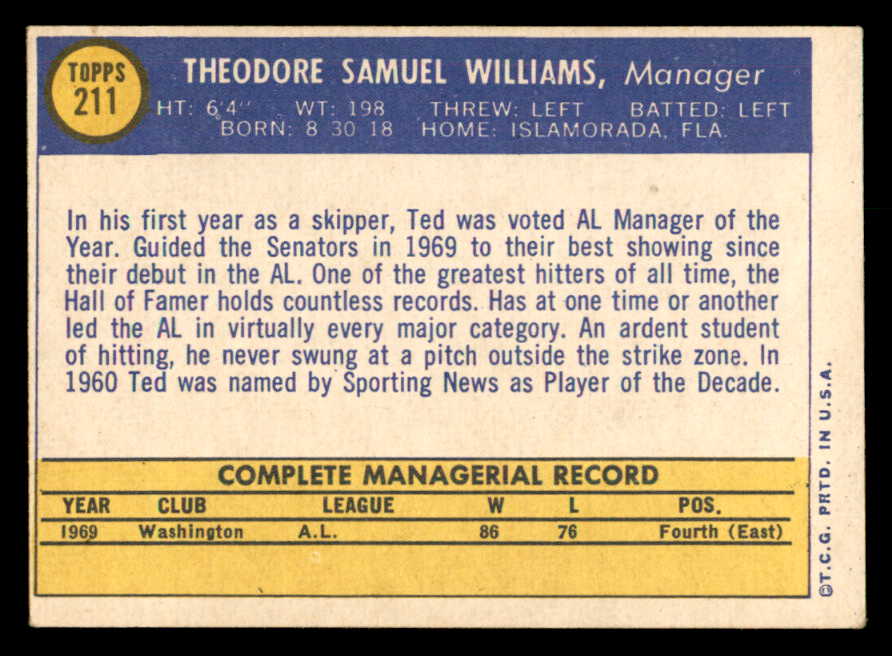 TOPPS
211
THEODORE SAMUEL WILLIAMS, Manager
HT: 6'4" WT: 198 THREW: LEFT BATTED: LEFT
BORN: 8 30 18 HOME: ISLAMORADA, FLA.
In his first year as a skipper, Ted was voted AL Manager of the
Year. Guided the Senators in 1969 to their best showing since
their debut in the AL. One of the greatest hitters of all time, the
Hall of Famer holds countless records. Has at one time or another
led the AL in virtually every major category. An ardent student
of hitting, he never swung at a pitch outside the strike zone. In
1960 Ted was named by Sporting News as Player of the Decade.
COMPLETE MANAGERIAL RECORD
YEAR CLUB LEAGUE W L POS.
1969 Washington A.L. 86 76 Fourth (East)
©T.C.G. PRTD. IN U.S.A.